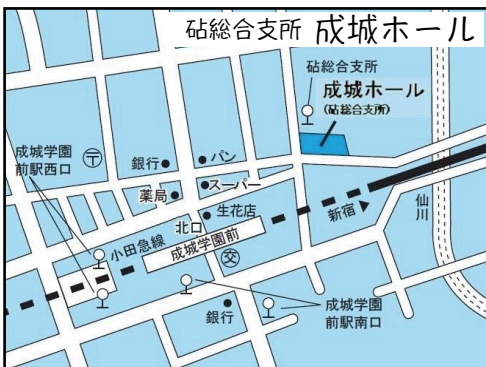 砧総合支所 成城ホール
砧総合支所
成城ホール
(砧総合支所)
成城学園
前駅西口
〒
銀行
パン
スーパー
薬局
生花店
北口
小田急線
成城学園前
新宿
仙川
交
銀行
成城学園
前駅南口